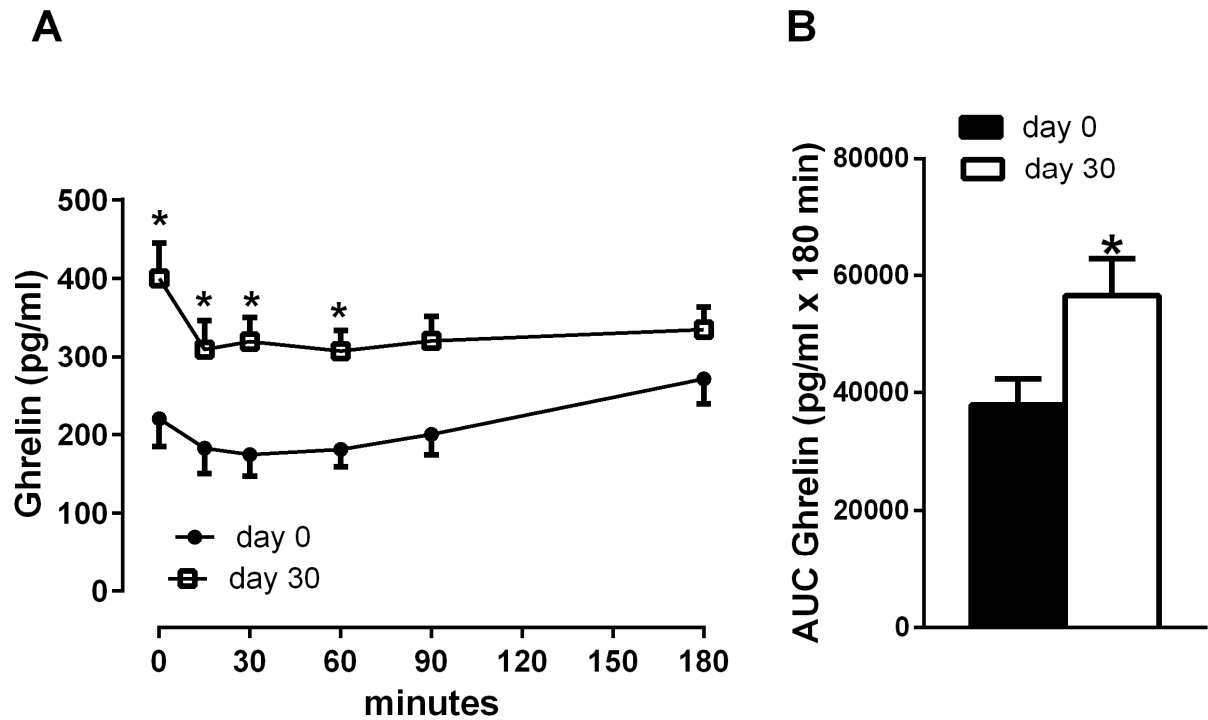 A
Ghrelin (pg/ml)
500
400
300
200
100
0
*
*
*
*
day 0
day 30
0 30 60 90 120 150 180
minutes
B
AUC Ghrelin (pg/ml x 180 min)
day 0
day 30
80000
60000
40000
20000
0
*